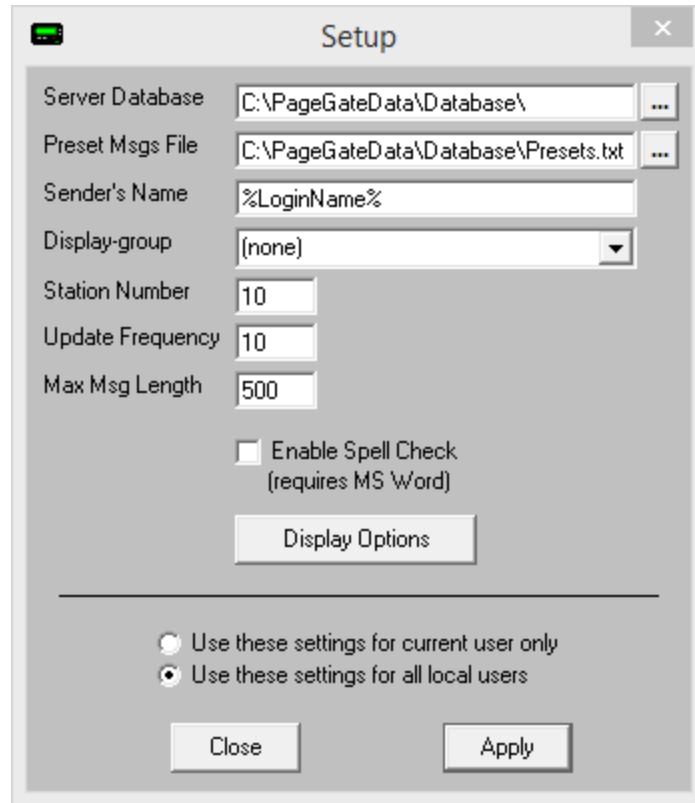 Setup
Server Database C:\PageGateData\Database\ ...
Preset Msgs File C:\PageGateData\Database\Presets.txt ...
Sender's Name %LoginName%
Display-group (none)
Station Number 10
Update Frequency 10
Max Msg Length 500
Enable Spell Check
(requires MS Word)
Display Options
Use these settings for current user only
Use these settings for all local users
Close Apply